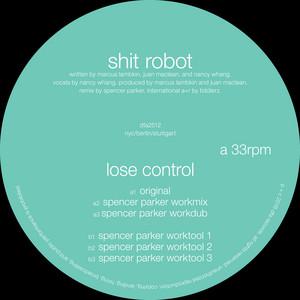 shit robot
written by marcus lambkin, juan maclean, and nancy whang.
vocals by nancy whang. produced by marcus lambkin and juan maclean.
remix by spencer parker. international a+r by fiddlerz.
dfa2512
nyc/berlin/stuttgart
a 33rpm
lose control
a1 original
a2 spencer parker workmix
a3 spencer parker workdub
b1 spencer parker worktool 1
b2 spencer parker worktool 2
b3 spencer parker worktool 3